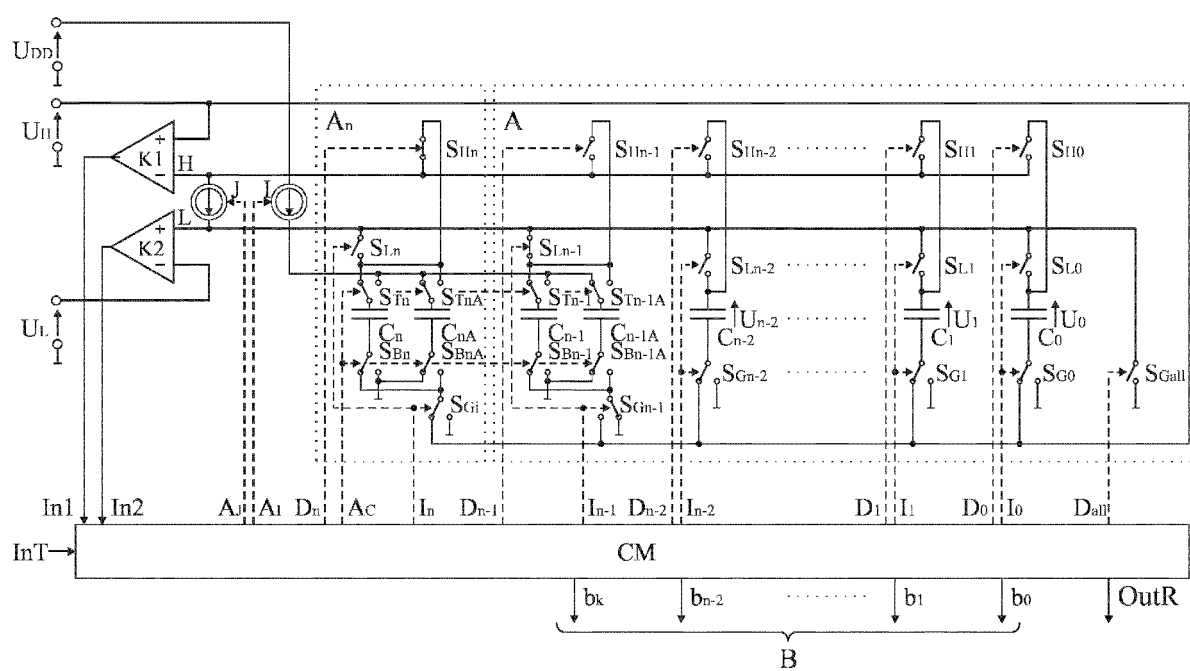 UDD
UH
An
A
K1
+
−
H
SHn
SHn-1
SHn-2
........
SH1
SH0
J
I
L
K2
+
−
SLn
SLn-1
SLn-2
........
SL1
SL0
UL
STn
STnA
STn-1
STn-1A
Cn
CnA
Cn-1
Cn-1A
Cn-2
Un-2
........
C1
U1
C0
U0
SBn
SBnA
SBn-1
SBn-1A
SGi
SGn-1
SGn-2
........
SG1
SG0
SGall
In1
In2
AJ
AI
Dn
AC
In
Dn-1
In-1
Dn-2
In-2
D1
I1
D0
I0
Dall
InT
CM
bk
bn-2
........
b1
b0
OutR
B